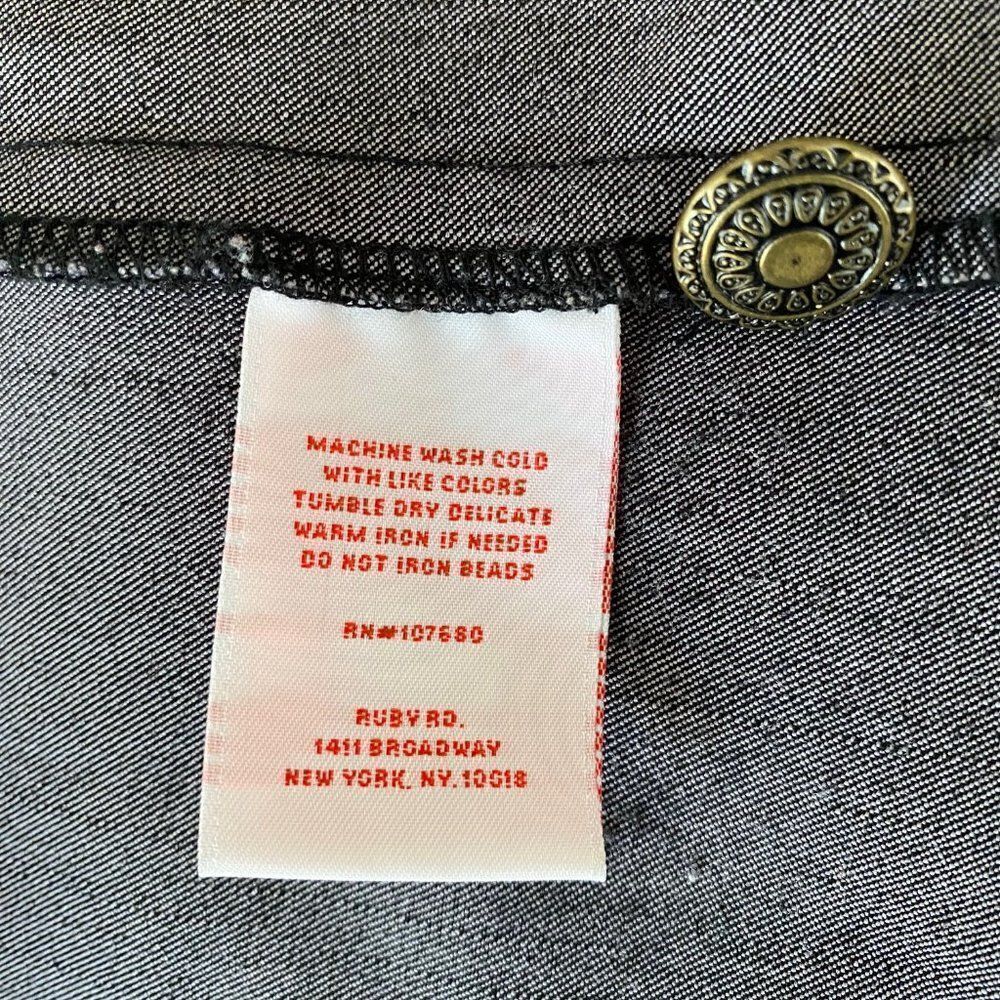 MACHINE WASH COLD
WITH LIKE COLORS
TUMBLE DRY DELICATE
WARM IRON IF NEEDED
DO NOT IRON BEADS
RN#107680
RUBY RD.
1411 BROADWAY
NEW YORK, NY.10018